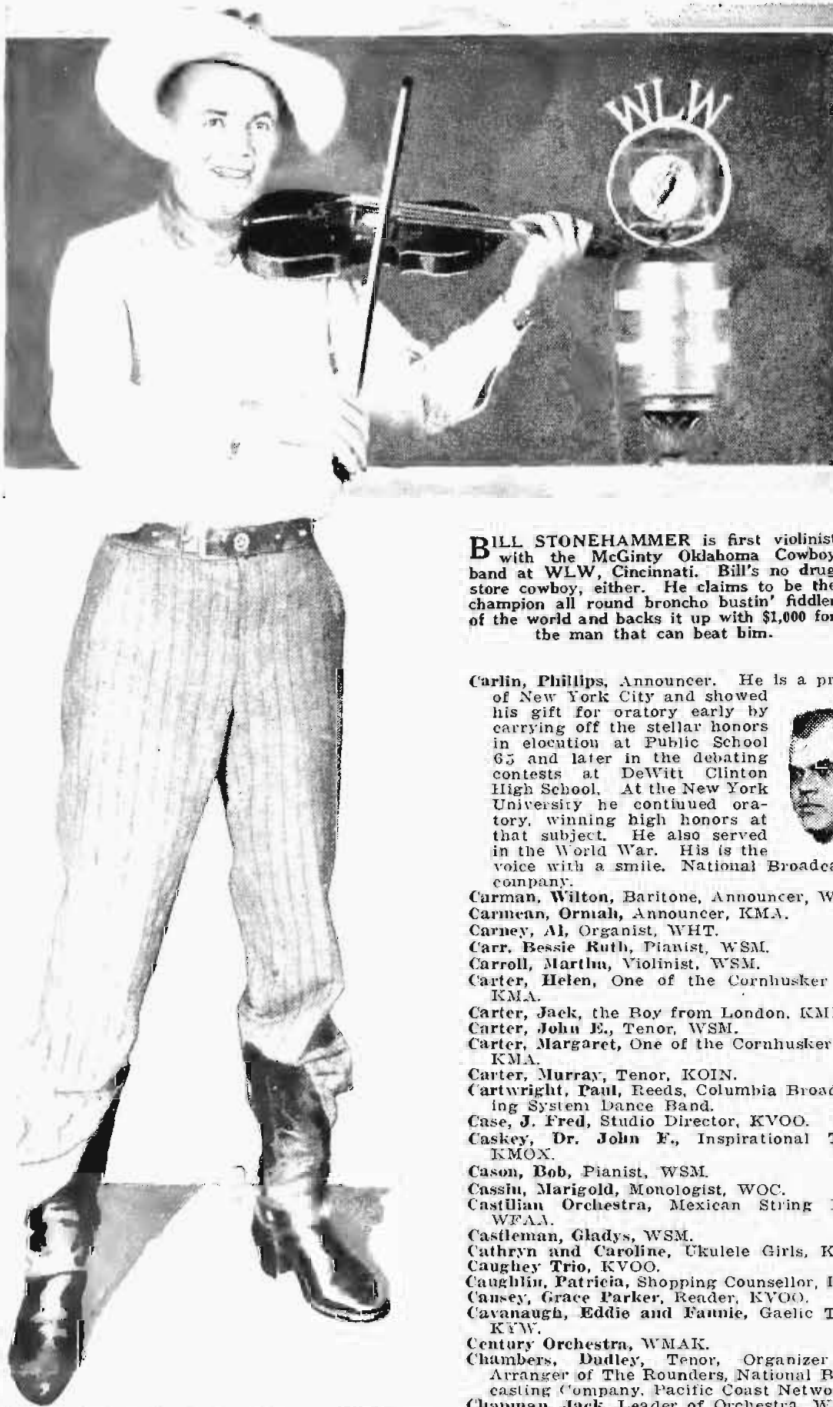 WLW
BILL STONEHAMMER is first violinist
with the McGinty Oklahoma Cowboy
band at WLW, Cincinnati. Bill's no drug
store cowboy, either. He claims to be the
champion all round broncho bustin' fiddler
of the world and backs it up with $1,000 for
the man that can beat him.
Carlin, Phillips, Announcer. He is a pr
of New York City and showed
his gift for oratory early by
carrying off the stellar honors
in elocution at Public School
65 and later in the debating
contests at DeWitt Clinton
High School. At the New York
University he continued ora-
tory, winning high honors at
that subject. He also served
in the World War. His is the
voice with a smile. National Broadca
company.
Carman, Wilton, Baritone, Announcer, W
Carmean, Orniah, Announcer, KMA.
Carney, Al, Organist, WHT.
Carr, Bessie Ruth, Pianist, WSM.
Carroll, Martha, Violinist, WSM.
Carter, Helen, One of the Cornhusker
KMA.
Carter, Jack, the Boy from London, KM
Carter, John E., Tenor, WSM.
Carter, Margaret, One of the Cornhusker
KMA.
Carter, Murray, Tenor, KOIN.
Cartwright, Paul, Reeds, Columbia Broad
ing System Dance Band.
Case, J. Fred, Studio Director, KVOO.
Caskey, Dr. John F., Inspirational T
KMOX.
Cason, Bob, Pianist, WSM.
Cassin, Marigold, Monologist, WOC.
Castilian Orchestra, Mexican String
WFAA.
Castleman, Gladys, WSM.
Cathryn and Caroline, Ukulele Girls, K
Caughey Trio, KVOO.
Caughlin, Patricia, Shopping Counsellor,
Causey, Grace Parker, Reader, KVOO.
Cavanaugh, Eddie and Fannie, Gaelic T
KYW.
Century Orchestra, WMAK.
Chambers, Dudley, Tenor, Organizer
Arranger of The Rounders, National B
casting Company, Pacific Coast Netwo
Chapman, Jack, Leader of Orchestra, W